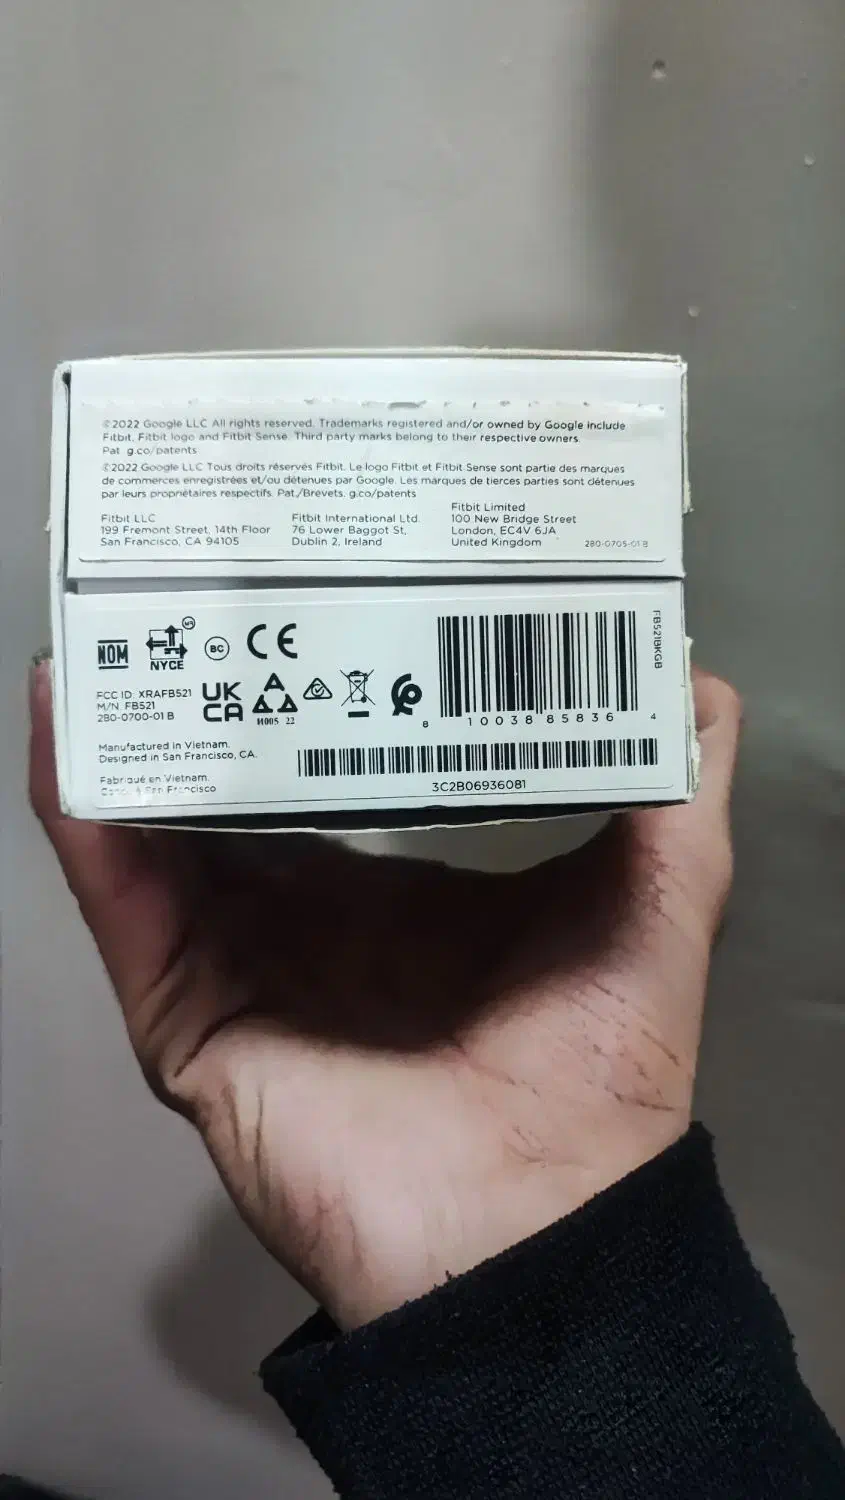 ©2022 Google LLC All rights reserved. Trademarks registered and/or owned by Google include
Fitbit, Fitbit logo and Fitbit Sense. Third party marks belong to their respective owners.
Pat. g.co/patents
©2022 Google LLC Tous droits réservés Fitbit. Le logo Fitbit et Fitbit Sense sont partie des marques
de commerces enregistrées et/ou détenues par Google. Les marques de tierces parties sont détenues
par leurs propriétaires respectifs. Pat./Brevets. g.co/patents
Fitbit LLC
199 Fremont Street, 14th Floor
San Francisco, CA 94105
Fitbit International Ltd.
76 Lower Baggot St,
Dublin 2, Ireland
Fitbit Limited
100 New Bridge Street
London, EC4V 6JA
United Kingdom
280-0705-01 B
NOM
NYCE
BC
CE
FB521BKGB
FCC ID: XRAFB521
M/N: FB521
280-0700-01 B
UK
CA
22
8 10038 85836 4
Manufactured in Vietnam.
Designed in San Francisco, CA.
Fabriqué en Vietnam.
San Francisco
3C2B06936081